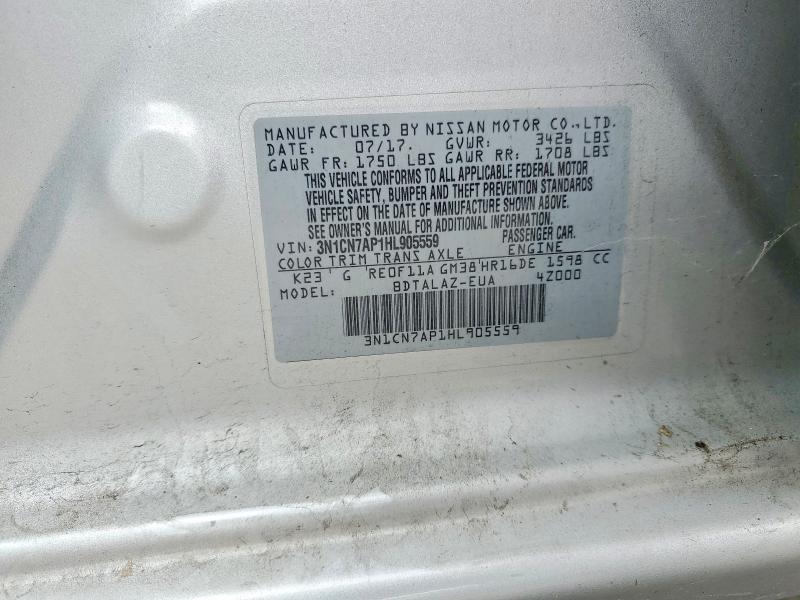 MANUFACTURED BY NISSAN MOTOR CO.,LTD.
DATE: 07/17. GVWR: 3426 LBS
GAWR FR: 1750 LBS GAWR RR: 1708 LBS
THIS VEHICLE CONFORMS TO ALL APPLICABLE FEDERAL MOTOR
VEHICLE SAFETY, BUMPER AND THEFT PREVENTION STANDARDS
IN EFFECT ON THE DATE OF MANUFACTURE SHOWN ABOVE.
SEE OWNER'S MANUAL FOR ADDITIONAL INFORMATION.
VIN: 3N1CN7AP1HL905559 PASSENGER CAR.
COLOR TRIM TRANS AXLE ENGINE
K23' G 'RE0F11A GM38'HR16DE 1598 CC
MODEL: BDTALAZ-EUA 4Z000
3N1CN7AP1HL905559